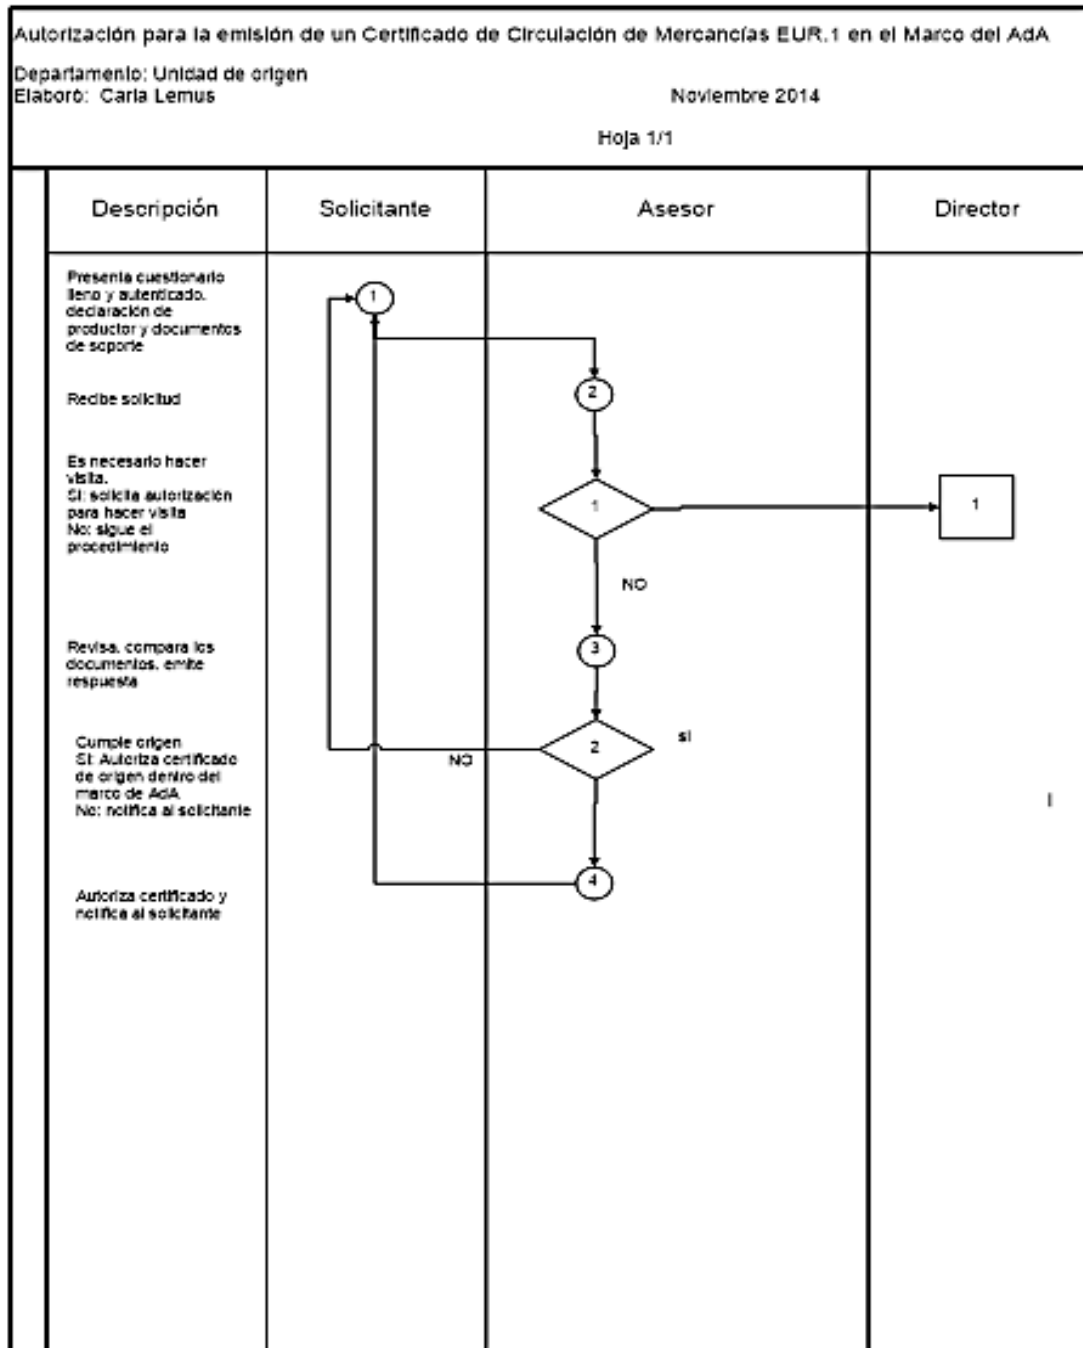 Autorización para la emisión de un Certificado de Circulación de Mercancías EUR.1 en el Marco del AdA
Departamento: Unidad de origen
Elaboró: Carla Lemus
Noviembre 2014
Hoja 1/1
Descripción
Solicitante
Asesor
Director
Presenta cuestionario
lleno y autenticado,
declaración de
productor y documentos
de soporte
1
Recibe solicitud
2
Es necesario hacer
visita.
Si: solicita autorización
para hacer visita
No: sigue el
procedimiento
1
1
NO
Revisa, compara los
documentos, emite
respuesta
3
Cumple origen
Si: Autoriza certificado
de origen dentro del
marco de AdA
No: notifica al solicitante
NO
2
si
I
Autoriza certificado y
notifica al solicitante
4